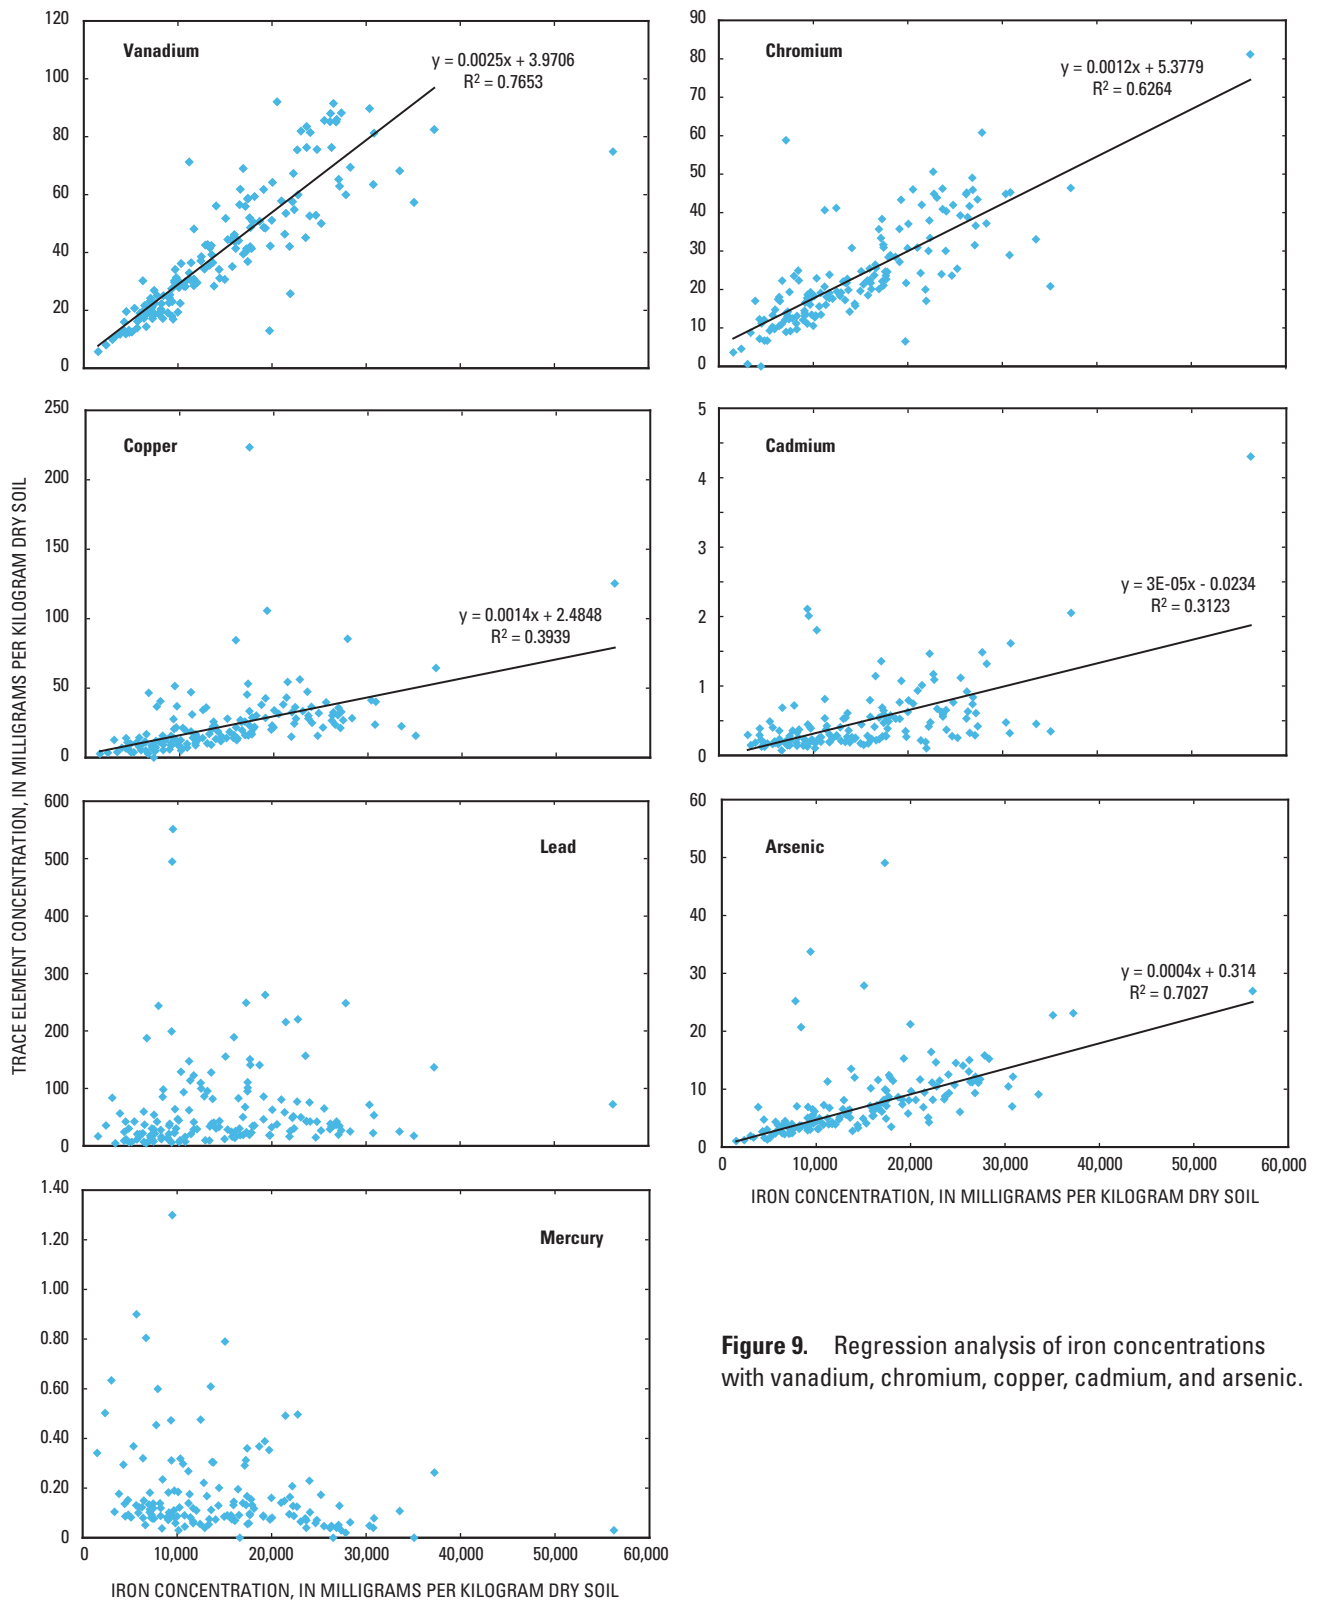 TRACE ELEMENT CONCENTRATION, IN MILLIGRAMS PER KILOGRAM DRY SOIL
120
100
80
60
40
20
0
Vanadium
y = 0.0025x + 3.9706
R2 = 0.7653
90
80
70
60
50
40
30
20
10
0
Chromium
y = 0.0012x + 5.3779
R2 = 0.6264
250
200
150
100
50
0
Copper
y = 0.0014x + 2.4848
R2 = 0.3939
5
4
3
2
1
0
Cadmium
y = 3E-05x - 0.0234
R2 = 0.3123
600
500
400
300
200
100
0
Lead
60
50
40
30
20
10
0
Arsenic
y = 0.0004x + 0.314
R2 = 0.7027
0 10,000 20,000 30,000 40,000 50,000 60,000
IRON CONCENTRATION, IN MILLIGRAMS PER KILOGRAM DRY SOIL
1.40
1.20
1.00
0.80
0.60
0.40
0.20
0
Mercury
0 10,000 20,000 30,000 40,000 50,000 60,000
IRON CONCENTRATION, IN MILLIGRAMS PER KILOGRAM DRY SOIL
Figure 9. Regression analysis of iron concentrations
with vanadium, chromium, copper, cadmium, and arsenic.